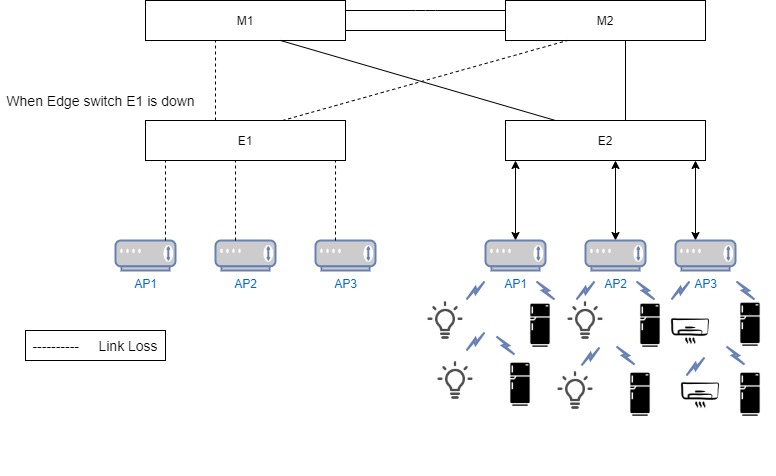 M1
M2
When Edge switch E1 is down
E1
E2
AP1
AP2
AP3
AP1
AP2
AP3
---------- Link Loss